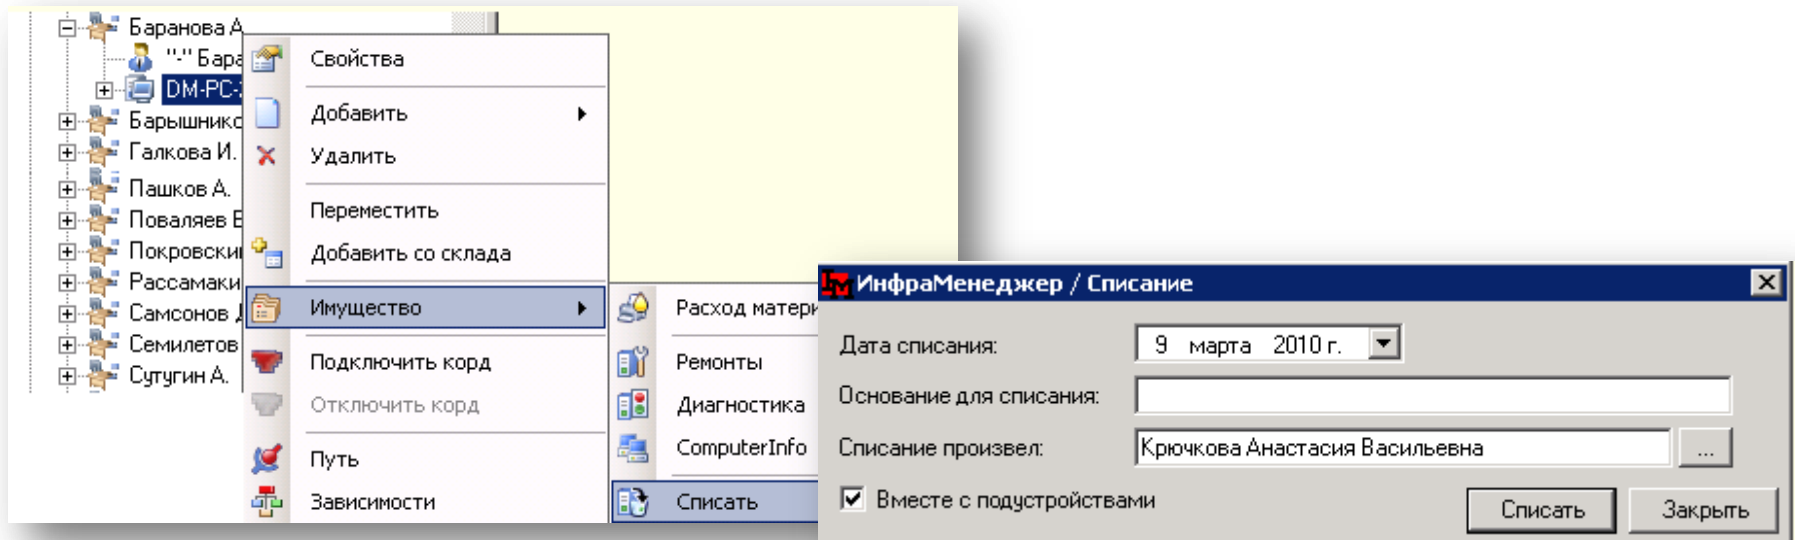 Баранова А
"-" Бара
DM-PC-
Барышнико
Галкова И.
Пашков А.
Поваляев Е
Покровски
Рассамаки
Самсонов
Семилетов
Сутугин А.
Свойства
Добавить
Удалить
Переместить
Добавить со склада
Имущество
Подключить корд
Отключить корд
Путь
Зависимости
Расход матери
Ремонты
Диагностика
ComputerInfo
Списать
ИнфраМенеджер / Списание
Дата списания: 9 марта 2010 г.
Основание для списания:
Списание произвел: Крючкова Анастасия Васильевна ...
Вместе с подустройствами
Списать Закрыть